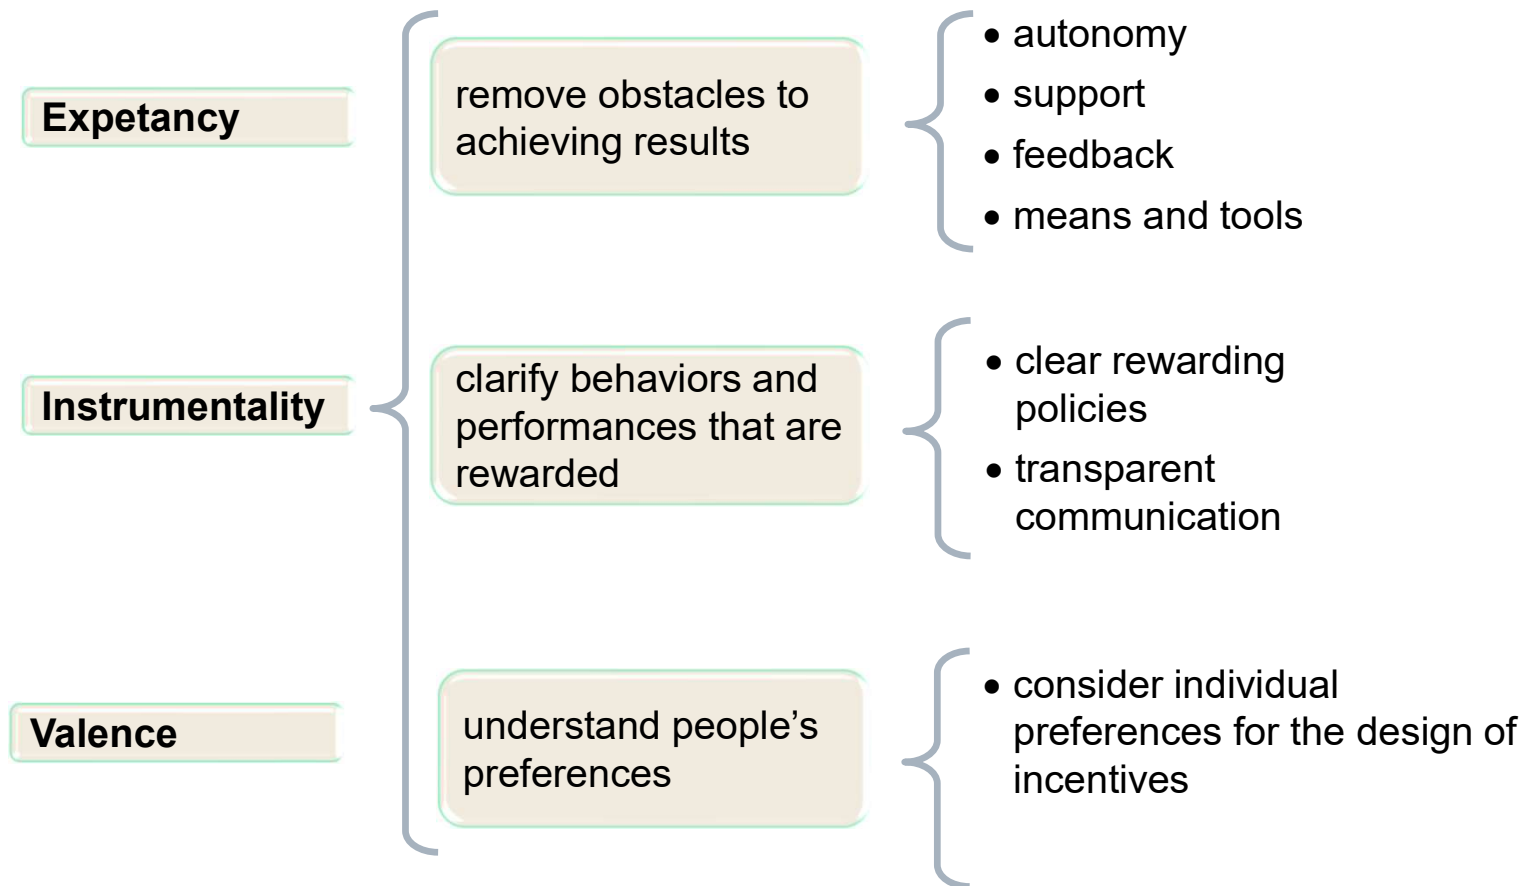 Expetancy
remove obstacles to
achieving results
• autonomy
• support
• feedback
• means and tools
Instrumentality
clarify behaviors and
performances that are
rewarded
• clear rewarding
policies
• transparent
communication
Valence
understand people’s
preferences
• consider individual
preferences for the design of
incentives